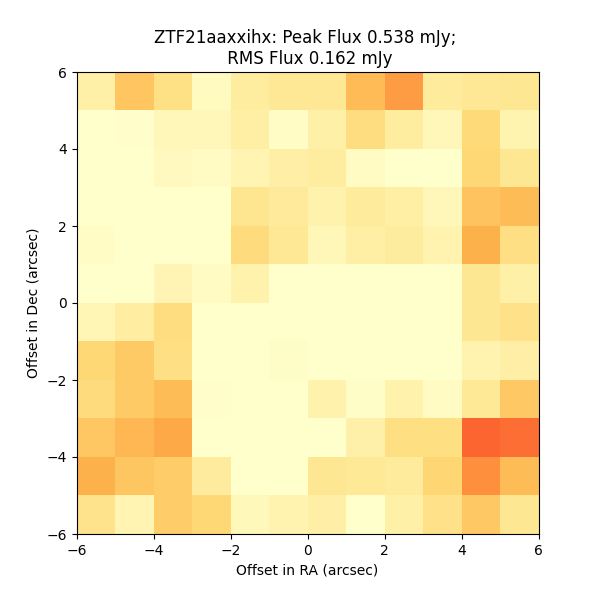 ZTF21aaxxihx: Peak Flux 0.538 mJy;
RMS Flux 0.162 mJy
6
4
2
0
−2
−4
−6
Offset in Dec (arcsec)
−6 −4 −2 0 2 4 6
Offset in RA (arcsec)